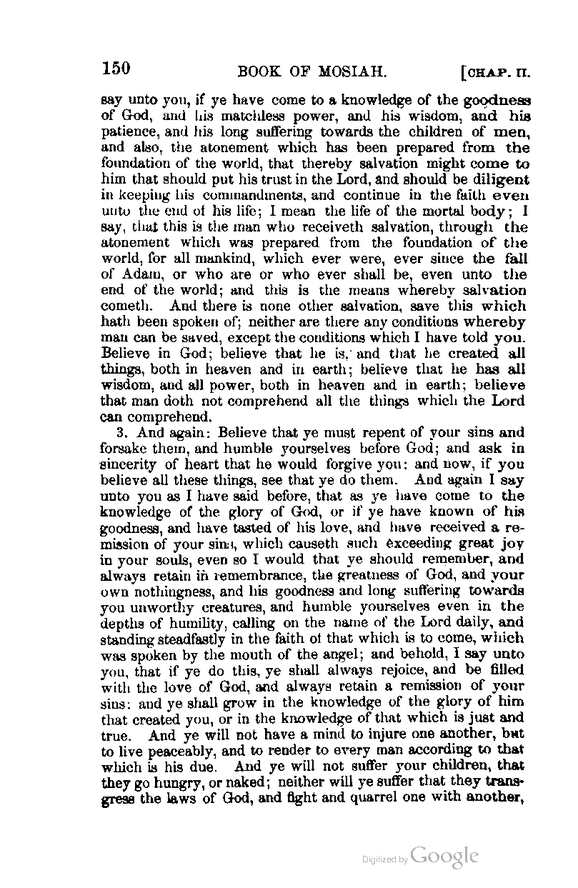 150 BOOK OF MOSIAH. [CHAP. II.
say unto you, if ye have come to a knowledge of the goodness
of God, and his matchless power, and his wisdom, and his
patience, and his long suffering towards the children of men,
and also, the atonement which has been prepared from the
foundation of the world, that thereby salvation might come to
him that should put his trust in the Lord, and should be diligent
in keeping his commandments, and continue in the faith even
unto the end of his life; I mean the life of the mortal body; I
say, that this is the man who receiveth salvation, through the
atonement which was prepared from the foundation of the
world, for all mankind, which ever were, ever since the fall
of Adam, or who are or who ever shall be, even unto the
end of the world; and this is the means whereby salvation
cometh. And there is none other salvation, save this which
hath been spoken of; neither are there any conditions whereby
man can be saved, except the conditions which I have told you.
Believe in God; believe that he is, and that he created all
things, both in heaven and in earth; believe that he has all
wisdom, and all power, both in heaven and in earth; believe
that man doth not comprehend all the things which the Lord
can comprehend.
3. And again: Believe that ye must repent of your sins and
forsake them, and humble yourselves before God; and ask in
sincerity of heart that he would forgive you: and now, if you
believe all these things, see that ye do them. And again I say
unto you as I have said before, that as ye have come to the
knowledge of the glory of God, or if ye have known of his
goodness, and have tasted of his love, and have received a re-
mission of your sins, which causeth such exceeding great joy
in your souls, even so I would that ye should remember, and
always retain in remembrance, the greatness of God, and your
own nothingness, and his goodness and long suffering towards
you unworthy creatures, and humble yourselves even in the
depths of humility, calling on the name of the Lord daily, and
standing steadfastly in the faith of that which is to come, which
was spoken by the mouth of the angel; and behold, I say unto
you, that if ye do this, ye shall always rejoice, and be filled
with the love of God, and always retain a remission of your
sins: and ye shall grow in the knowledge of the glory of him
that created you, or in the knowledge of that which is just and
true. And ye will not have a mind to injure one another, but
to live peaceably, and to render to every man according to that
which is his due. And ye will not suffer your children, that
they go hungry, or naked; neither will ye suffer that they trans-
gress the laws of God, and fight and quarrel one with another,
Digitized by Google